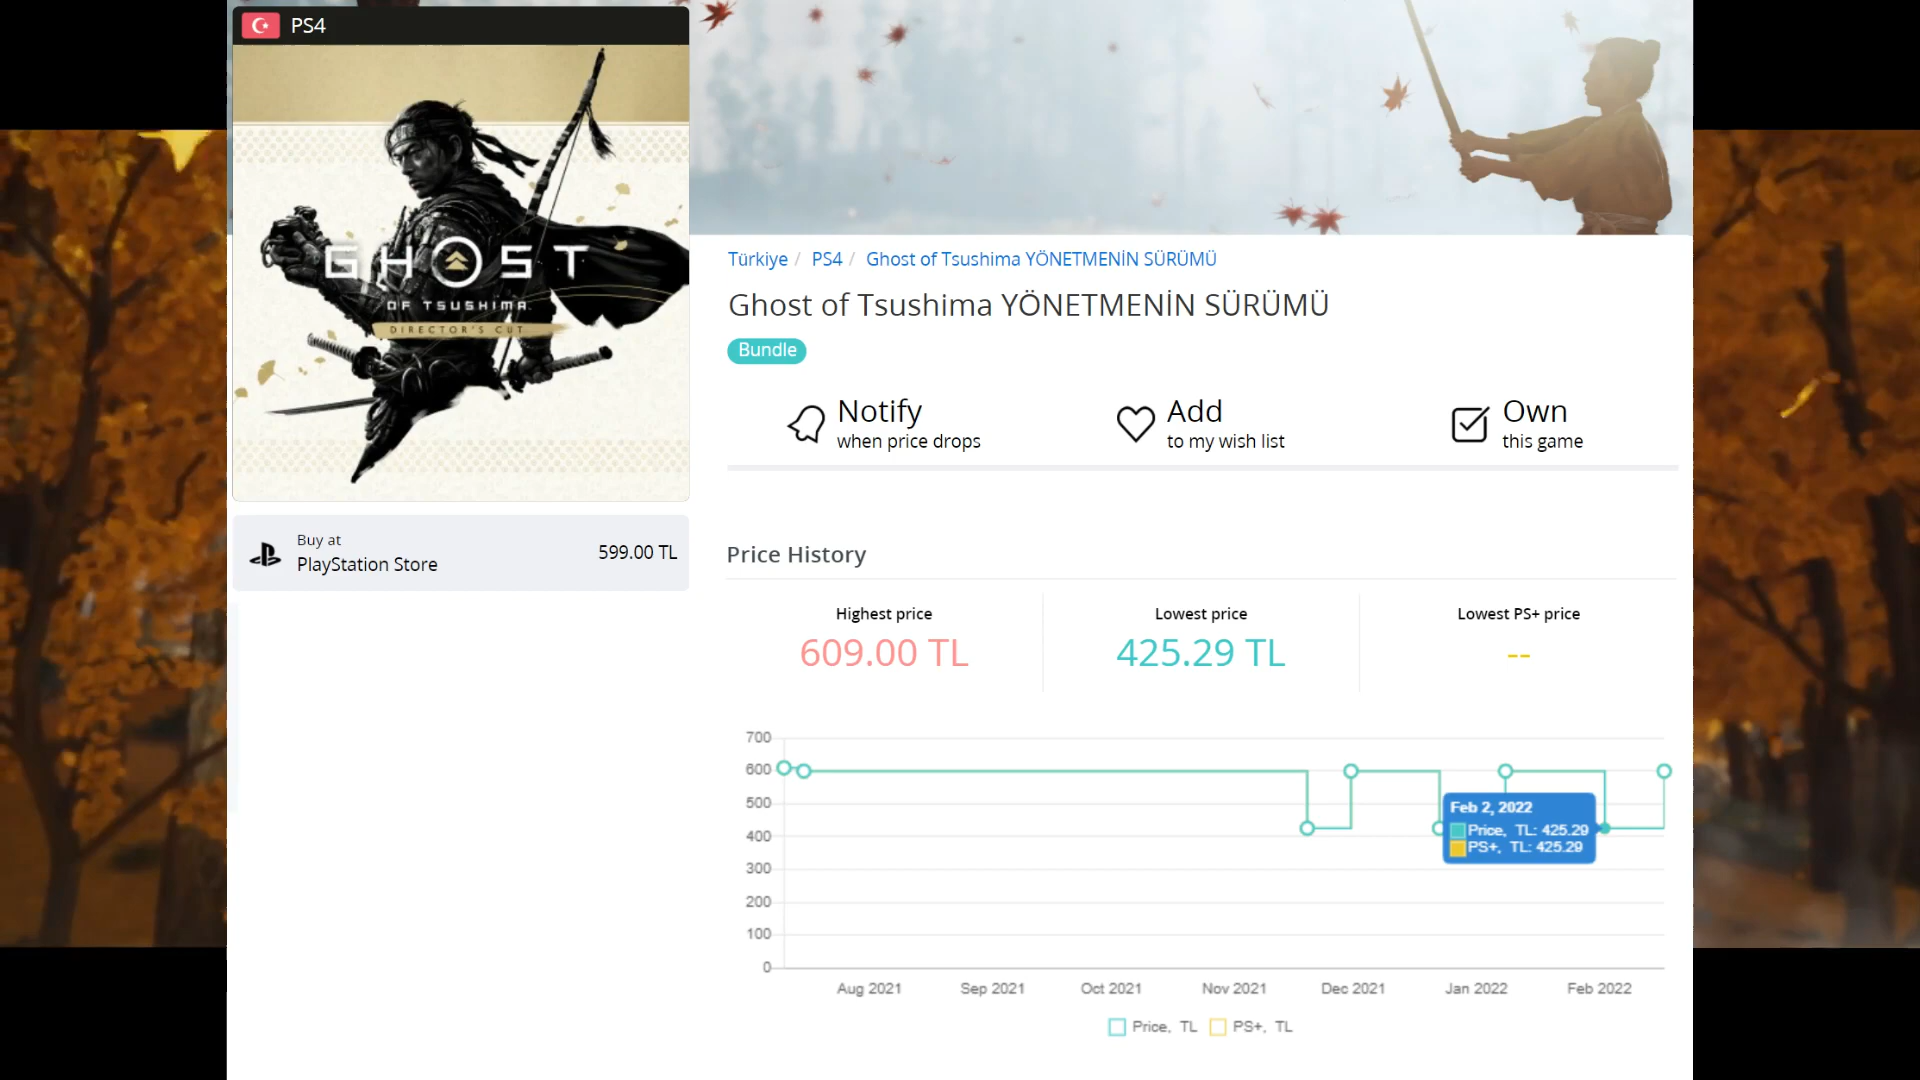 PS4
GHOST
OF TSUSHIMA
DIRECTOR'S CUT
Buy at
PlayStation Store
599.00 TL
Türkiye / PS4 / Ghost of Tsushima YÖNETMENİN SÜRÜMÜ
Ghost of Tsushima YÖNETMENİN SÜRÜMÜ
Bundle
Notify
when price drops
Add
to my wish list
Own
this game
Price History
Highest price
609.00 TL
Lowest price
425.29 TL
Lowest PS+ price
--
700
600
500
400
300
200
100
0
Feb 2, 2022
Price, TL: 425.29
PS+, TL: 425.29
Aug 2021
Sep 2021
Oct 2021
Nov 2021
Dec 2021
Jan 2022
Feb 2022
Price, TL
PS+, TL